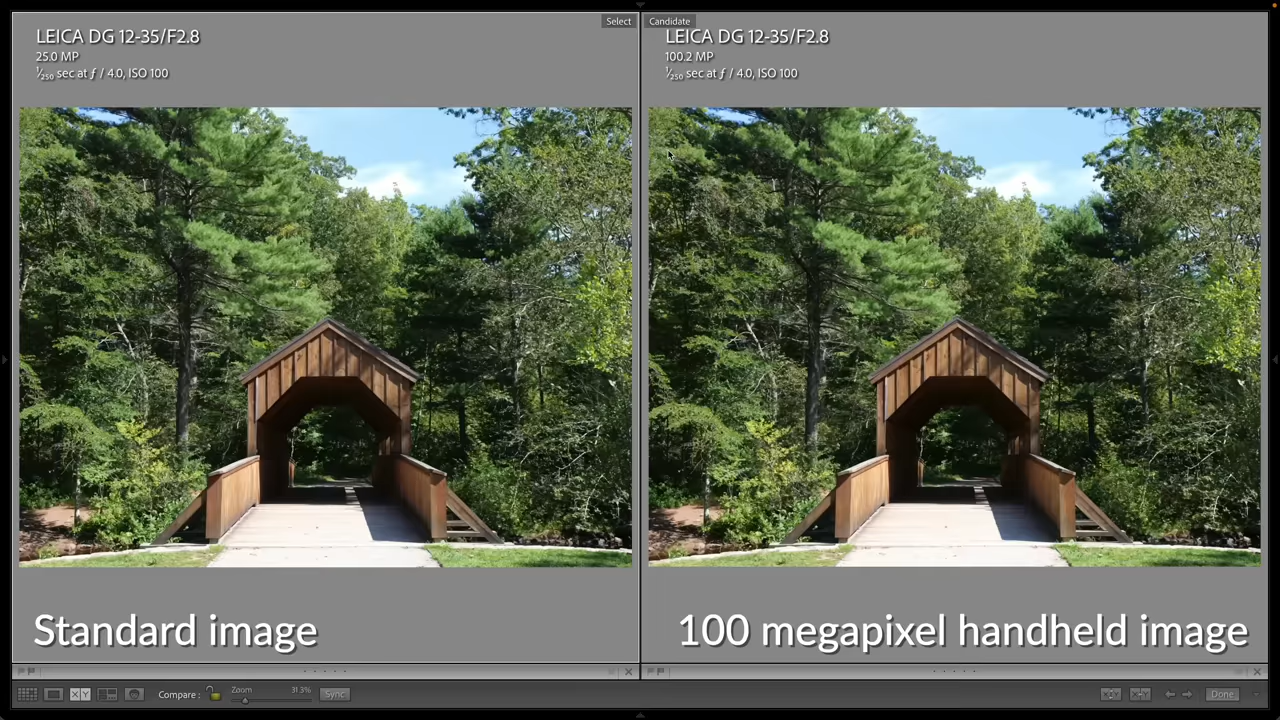 Select
LEICA DG 12-35/F2.8
25.0 MP
1/250 sec at ƒ / 4.0, ISO 100
Candidate
LEICA DG 12-35/F2.8
100.2 MP
1/250 sec at ƒ / 4.0, ISO 100
Standard image
100 megapixel handheld image
X Y
Compare :
Zoom
31.3%
Sync
Done